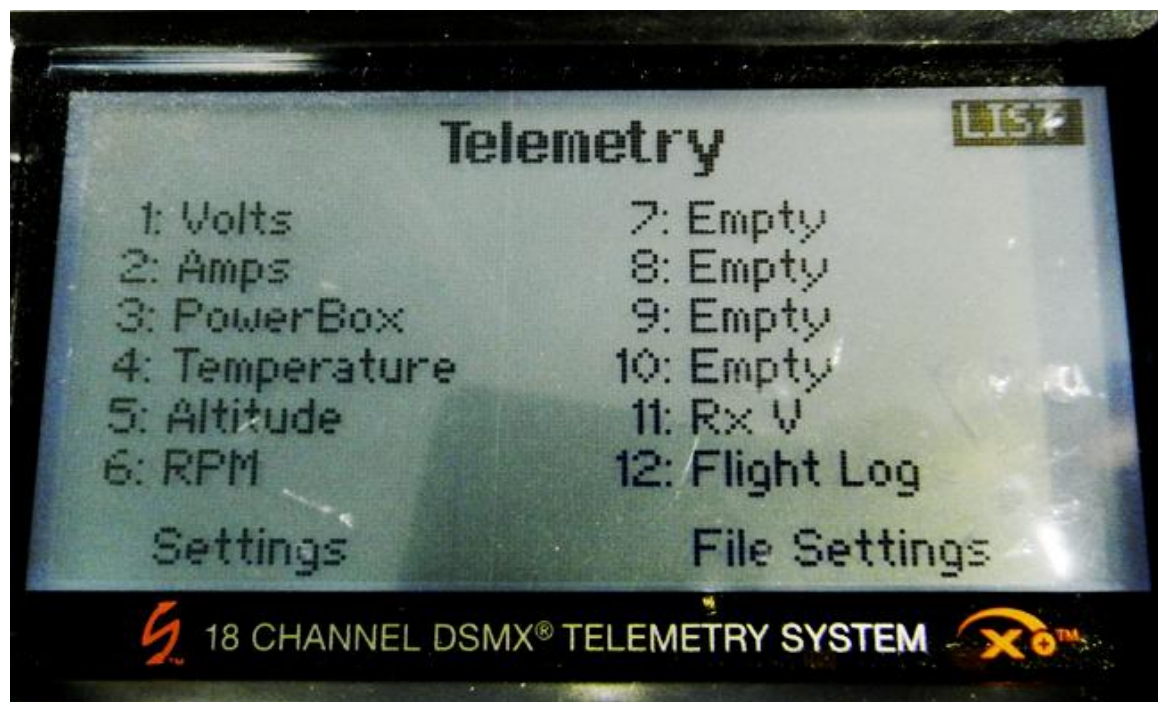 Telemetry
LIST
1: Volts
2: Amps
3: PowerBox
4: Temperature
5: Altitude
6: RPM
7: Empty
8: Empty
9: Empty
10: Empty
11: Rx V
12: Flight Log
Settings
File Settings
18 CHANNEL DSMX® TELEMETRY SYSTEM X+™